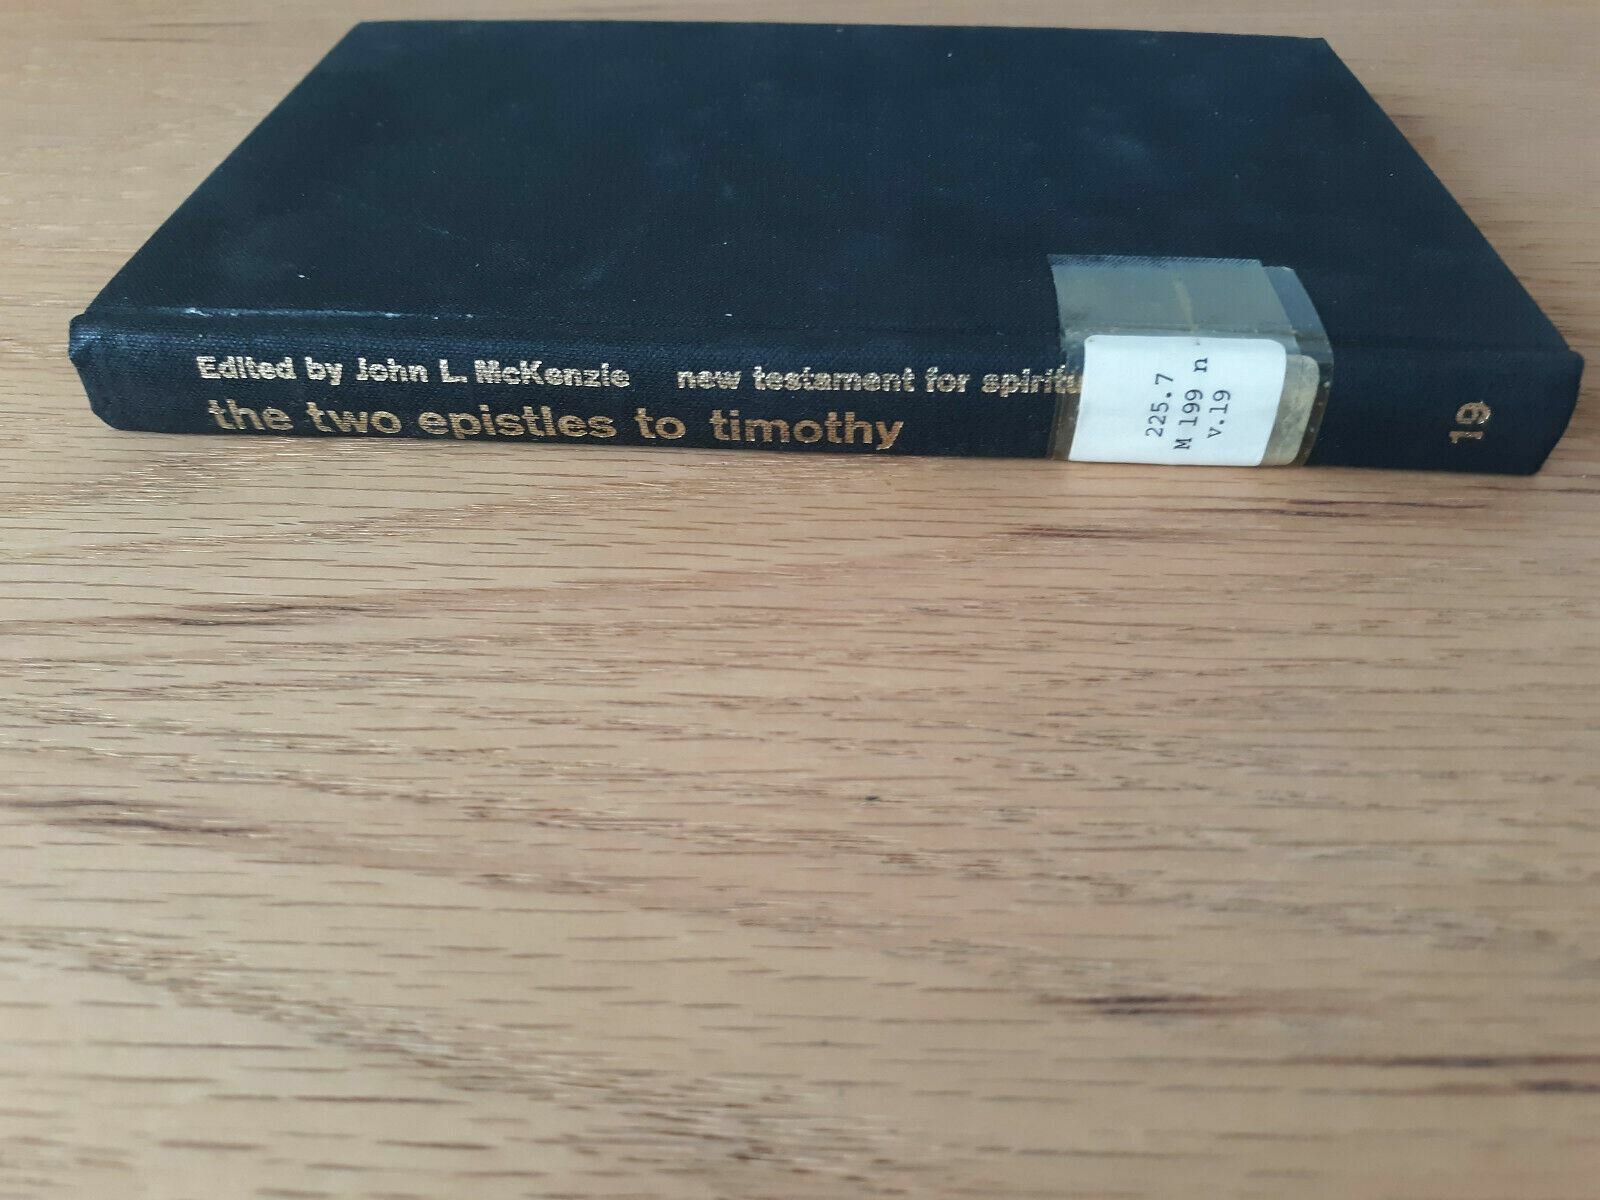 Edited by John L. McKenzie new testament for spiritu
the two epistles to timothy
225.7
M 199 n
v.19
19